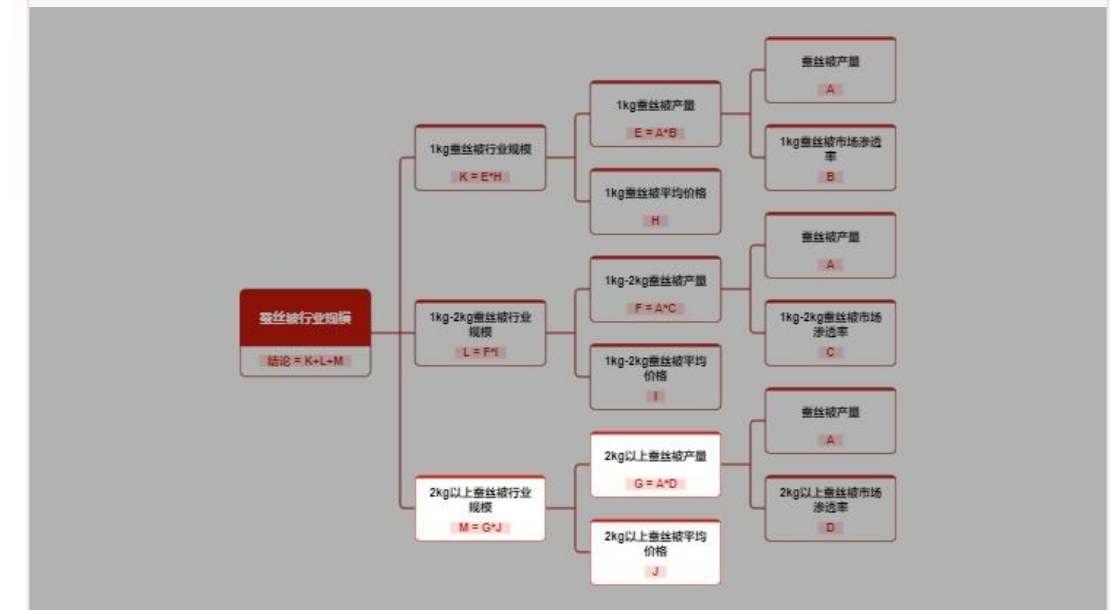 蚕丝被行业规模
结论 = K+L+M
1kg蚕丝被行业规模
K = E*H
1kg蚕丝被产量
E = A*B
蚕丝被产量
A
1kg蚕丝被市场渗透
率
B
1kg蚕丝被平均价格
H
1kg-2kg蚕丝被行业
规模
L = F*I
1kg-2kg蚕丝被产量
F = A*C
蚕丝被产量
A
1kg-2kg蚕丝被市场
渗透率
C
1kg-2kg蚕丝被平均
价格
I
2kg以上蚕丝被行业
规模
M = G*J
2kg以上蚕丝被产量
G = A*D
蚕丝被产量
A
2kg以上蚕丝被市场
渗透率
D
2kg以上蚕丝被平均
价格
J